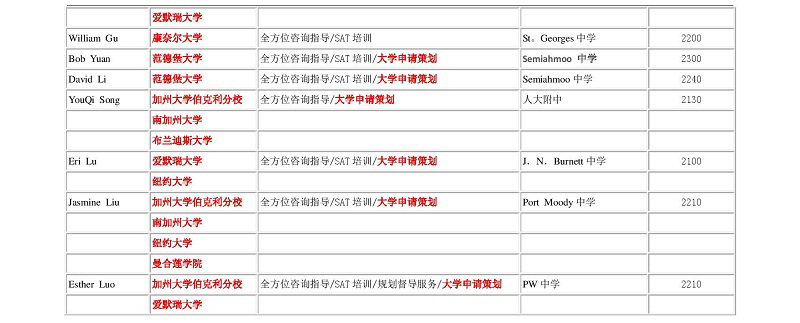 爱默瑞大学
William Gu 康奈尔大学 全方位咨询指导/SAT 培训 St。Georges 中学 2200
Bob Yuan 范德堡大学 全方位咨询指导/SAT 培训/大学申请策划 Semiahmoo 中学 2300
David Li 范德堡大学 全方位咨询指导/SAT 培训/大学申请策划 Semiahmoo 中学 2240
YouQi Song 加州大学伯克利分校 全方位咨询指导/大学申请策划 人大附中 2130
南加州大学
布兰迪斯大学
Eri Lu 爱默瑞大学 全方位咨询指导/SAT 培训/大学申请策划 J．N．Burnett 中学 2100
纽约大学
Jasmine Liu 加州大学伯克利分校 全方位咨询指导/SAT 培训/大学申请策划 Port Moody 中学 2210
南加州大学
纽约大学
曼合莲学院
Esther Luo 加州大学伯克利分校 全方位咨询指导/SAT 培训/规划督导服务/大学申请策划 PW 中学 2210
爱默瑞大学